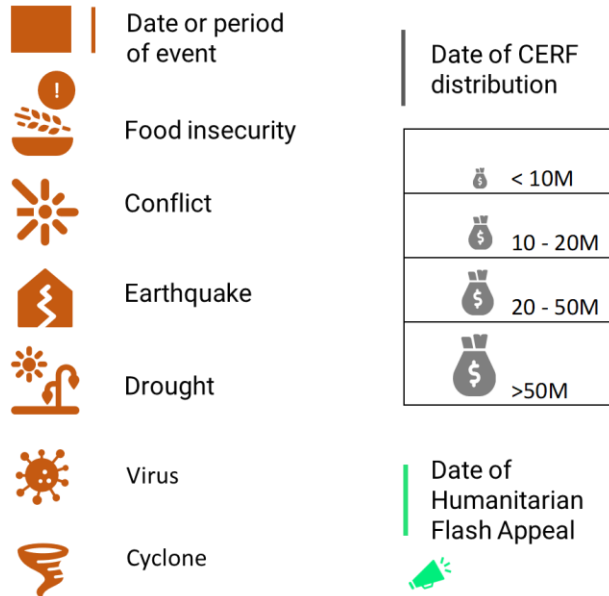 Date or period
of event
!
Food insecurity
Conflict
Earthquake
Drought
Virus
Cyclone
Date of CERF
distribution
$ < 10M
$ 10 - 20M
$ 20 - 50M
$ >50M
Date of
Humanitarian
Flash Appeal